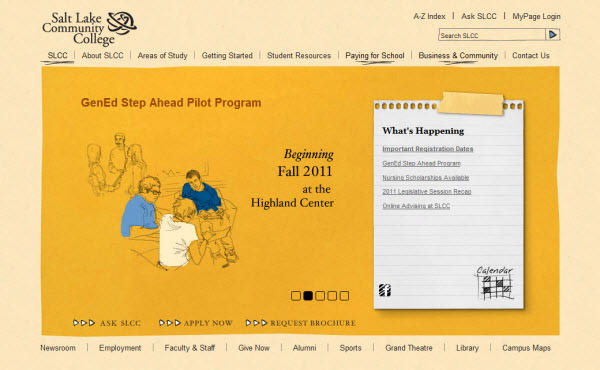 Salt Lake
Community
College
A-Z Index | Ask SLCC | MyPage Login
Search SLCC
SLCC | About SLCC | Areas of Study | Getting Started | Student Resources | Paying for School | Business & Community | Contact Us
GenEd Step Ahead Pilot Program
Beginning
Fall 2011
at the
Highland Center
What's Happening
Important Registration Dates
GenEd Step Ahead Program
Nursing Scholarships Available
2011 Legislative Session Recap
Online Advising at SLCC
Calendar
f
ASK SLCC
APPLY NOW
REQUEST BROCHURE
Newsroom | Employment | Faculty & Staff | Give Now | Alumni | Sports | Grand Theatre | Library | Campus Maps